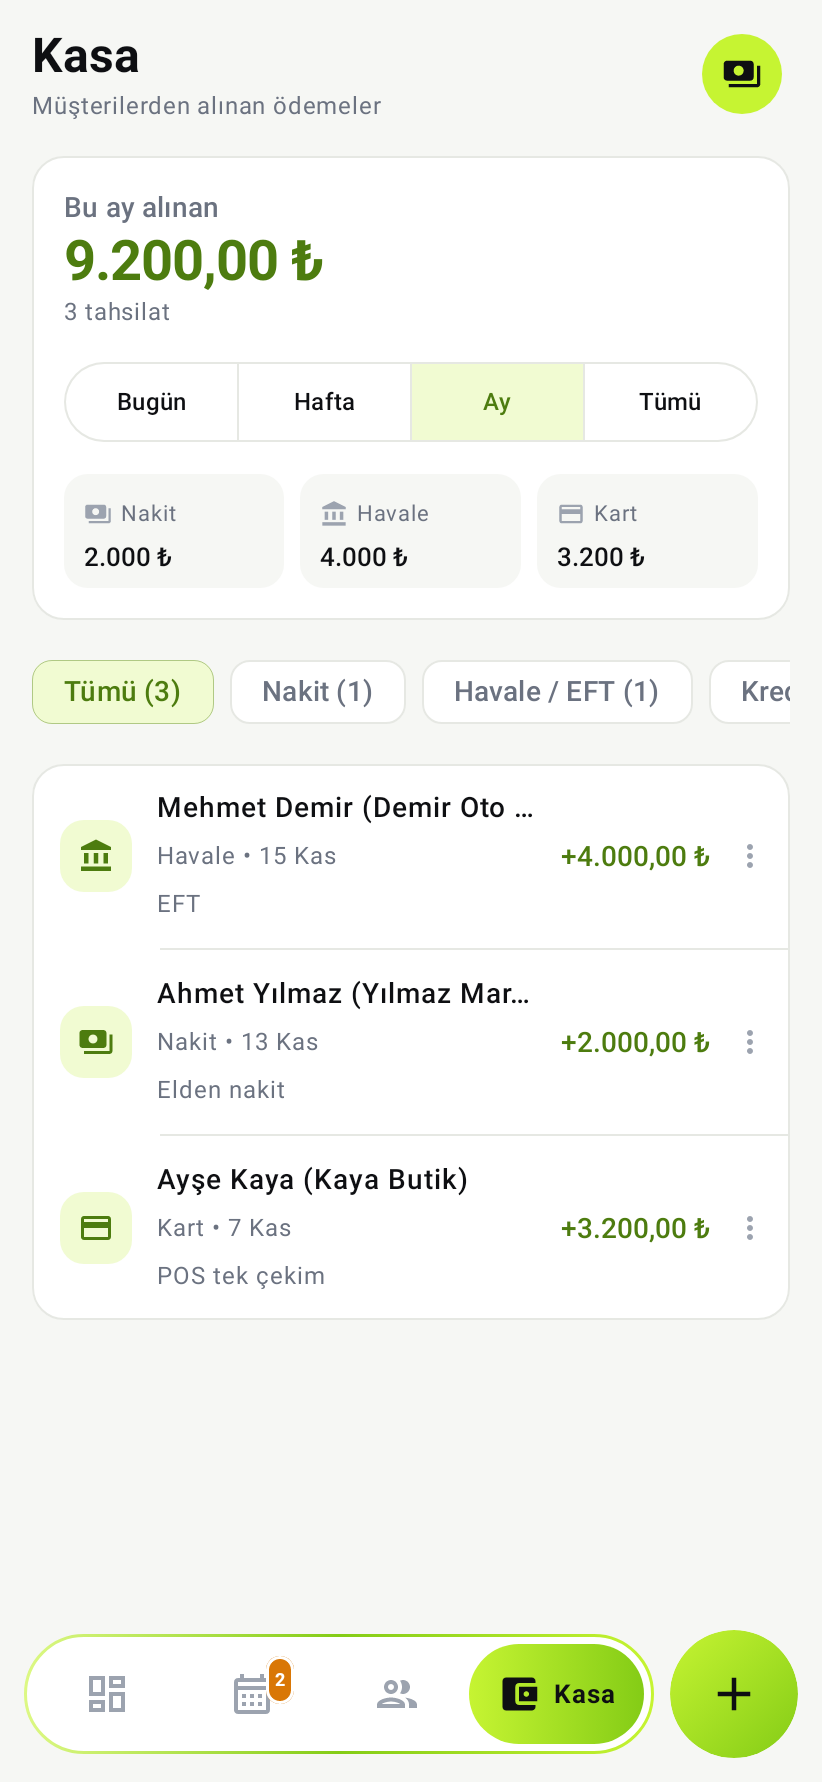 Kasa
Müşterilerden alınan ödemeler
Bu ay alınan
9.200,00 ₺
3 tahsilat
Bugün
Hafta
Ay
Tümü
Nakit
2.000 ₺
Havale
4.000 ₺
Kart
3.200 ₺
Tümü (3)
Nakit (1)
Havale / EFT (1)
Mehmet Demir (Demir Oto …
Havale • 15 Kas
EFT
+4.000,00 ₺
Ahmet Yılmaz (Yılmaz Mar…
Nakit • 13 Kas
Elden nakit
+2.000,00 ₺
Ayşe Kaya (Kaya Butik)
Kart • 7 Kas
POS tek çekim
+3.200,00 ₺
2
Kasa